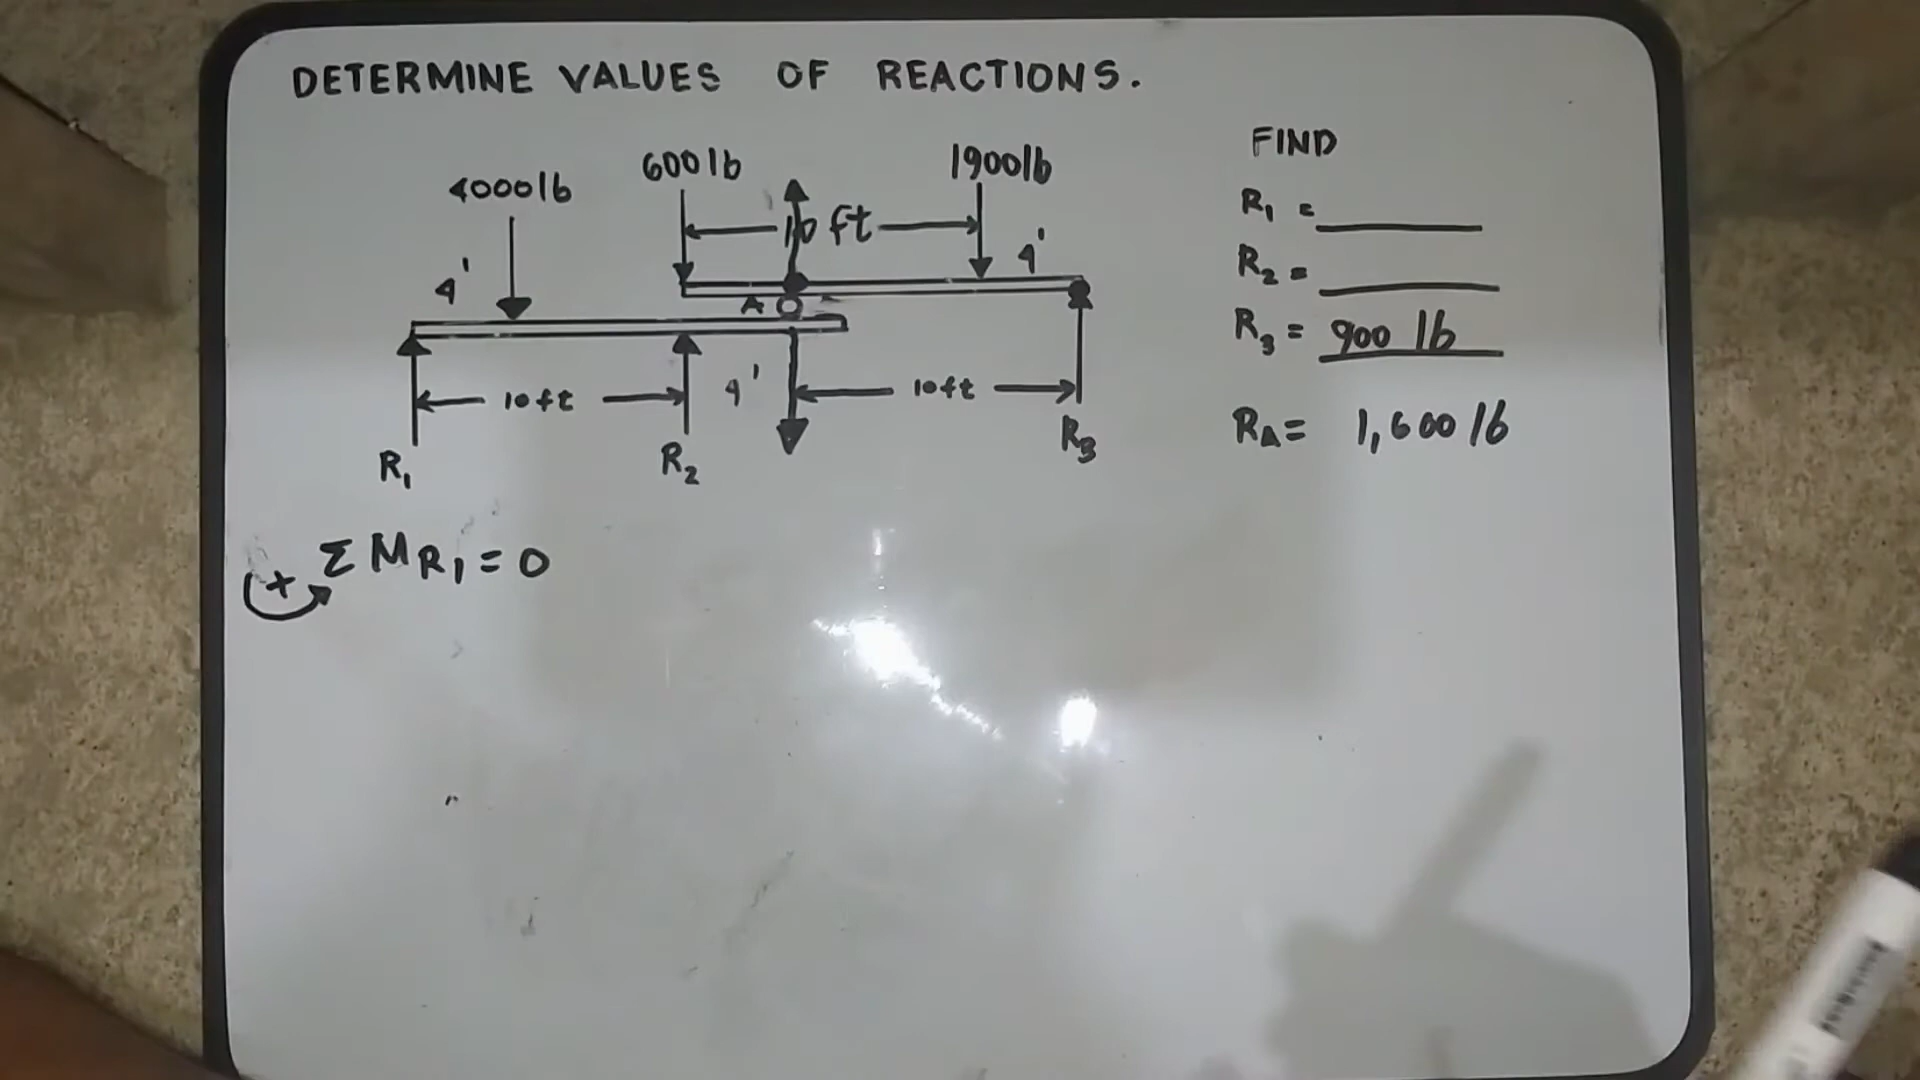 DETERMINE VALUES OF REACTIONS.
4000lb
600lb
1900lb
10 ft
4'
4'
A
10ft
4'
10ft
R₁
R₂
R₃
FIND
R₁ =
R₂ =
R₃ = 900 lb
RA = 1,600 lb
+ ΣMR₁ = 0